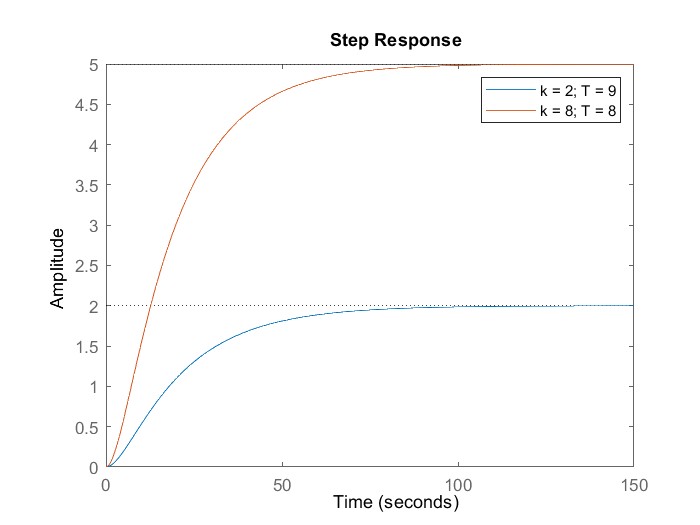 Step Response
5
4.5
4
3.5
3
2.5
2
1.5
1
0.5
0
Amplitude
k = 2; T = 9
k = 8; T = 8
0 50 100 150
Time (seconds)